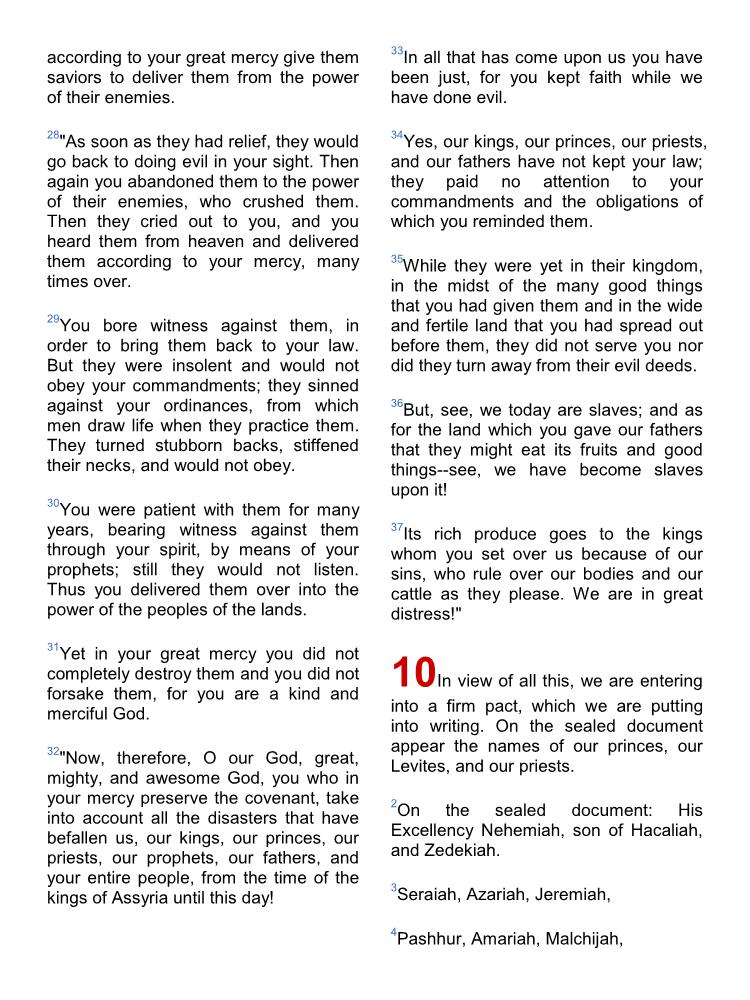 according to your great mercy give them
saviors to deliver them from the power
of their enemies.
28"As soon as they had relief, they would
go back to doing evil in your sight. Then
again you abandoned them to the power
of their enemies, who crushed them.
Then they cried out to you, and you
heard them from heaven and delivered
them according to your mercy, many
times over.
29You bore witness against them, in
order to bring them back to your law.
But they were insolent and would not
obey your commandments; they sinned
against your ordinances, from which
men draw life when they practice them.
They turned stubborn backs, stiffened
their necks, and would not obey.
30You were patient with them for many
years, bearing witness against them
through your spirit, by means of your
prophets; still they would not listen.
Thus you delivered them over into the
power of the peoples of the lands.
31Yet in your great mercy you did not
completely destroy them and you did not
forsake them, for you are a kind and
merciful God.
32"Now, therefore, O our God, great,
mighty, and awesome God, you who in
your mercy preserve the covenant, take
into account all the disasters that have
befallen us, our kings, our princes, our
priests, our prophets, our fathers, and
your entire people, from the time of the
kings of Assyria until this day!
33In all that has come upon us you have
been just, for you kept faith while we
have done evil.
34Yes, our kings, our princes, our priests,
and our fathers have not kept your law;
they paid no attention to your
commandments and the obligations of
which you reminded them.
35While they were yet in their kingdom,
in the midst of the many good things
that you had given them and in the wide
and fertile land that you had spread out
before them, they did not serve you nor
did they turn away from their evil deeds.
36But, see, we today are slaves; and as
for the land which you gave our fathers
that they might eat its fruits and good
things--see, we have become slaves
upon it!
37Its rich produce goes to the kings
whom you set over us because of our
sins, who rule over our bodies and our
cattle as they please. We are in great
distress!"
10In view of all this, we are entering
into a firm pact, which we are putting
into writing. On the sealed document
appear the names of our princes, our
Levites, and our priests.
2On the sealed document: His
Excellency Nehemiah, son of Hacaliah,
and Zedekiah.
3Seraiah, Azariah, Jeremiah,
4Pashhur, Amariah, Malchijah,